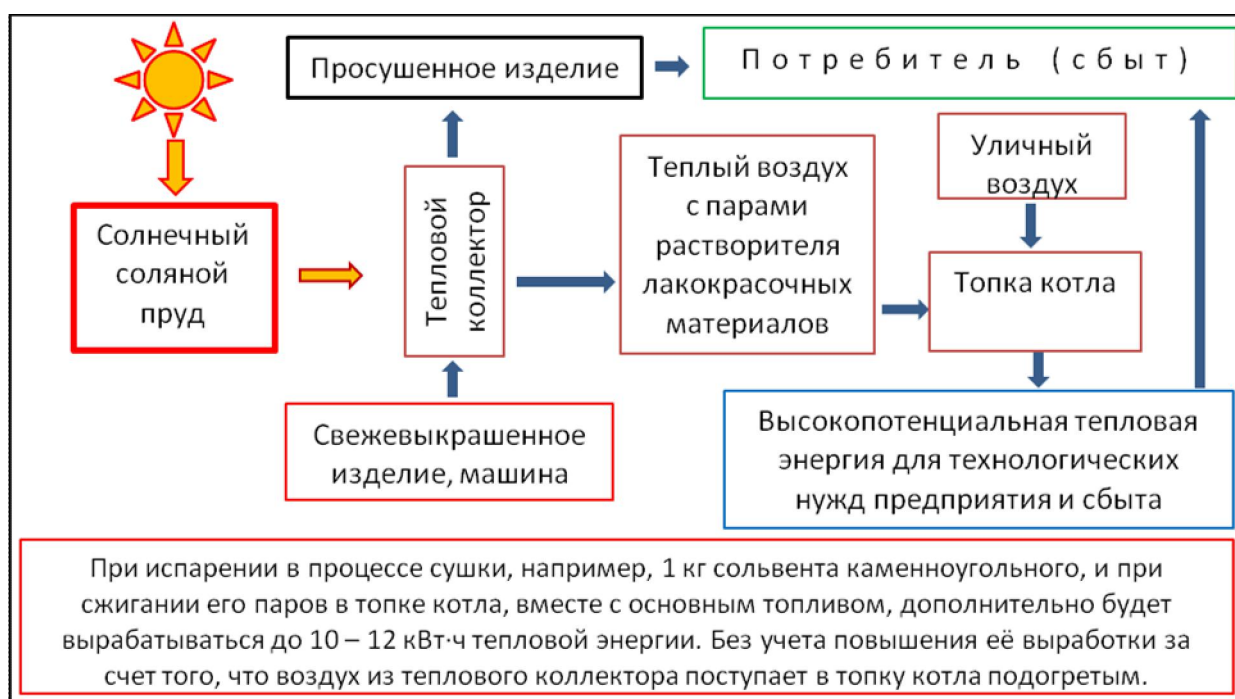 Просушенное изделие
Потребитель (сбыт)
Солнечный
соляной
пруд
Тепловой
коллектор
Теплый воздух
с парами
растворителя
лакокрасочных
материалов
Уличный
воздух
Топка котла
Свежевыкрашенное
изделие, машина
Высокопотенциальная тепловая
энергия для технологических
нужд предприятия и сбыта
При испарении в процессе сушки, например, 1 кг сольвента каменноугольного, и при
сжигании его паров в топке котла, вместе с основным топливом, дополнительно будет
вырабатываться до 10 – 12 кВт·ч тепловой энергии. Без учета повышения её выработки за
счет того, что воздух из теплового коллектора поступает в топку котла подогретым.